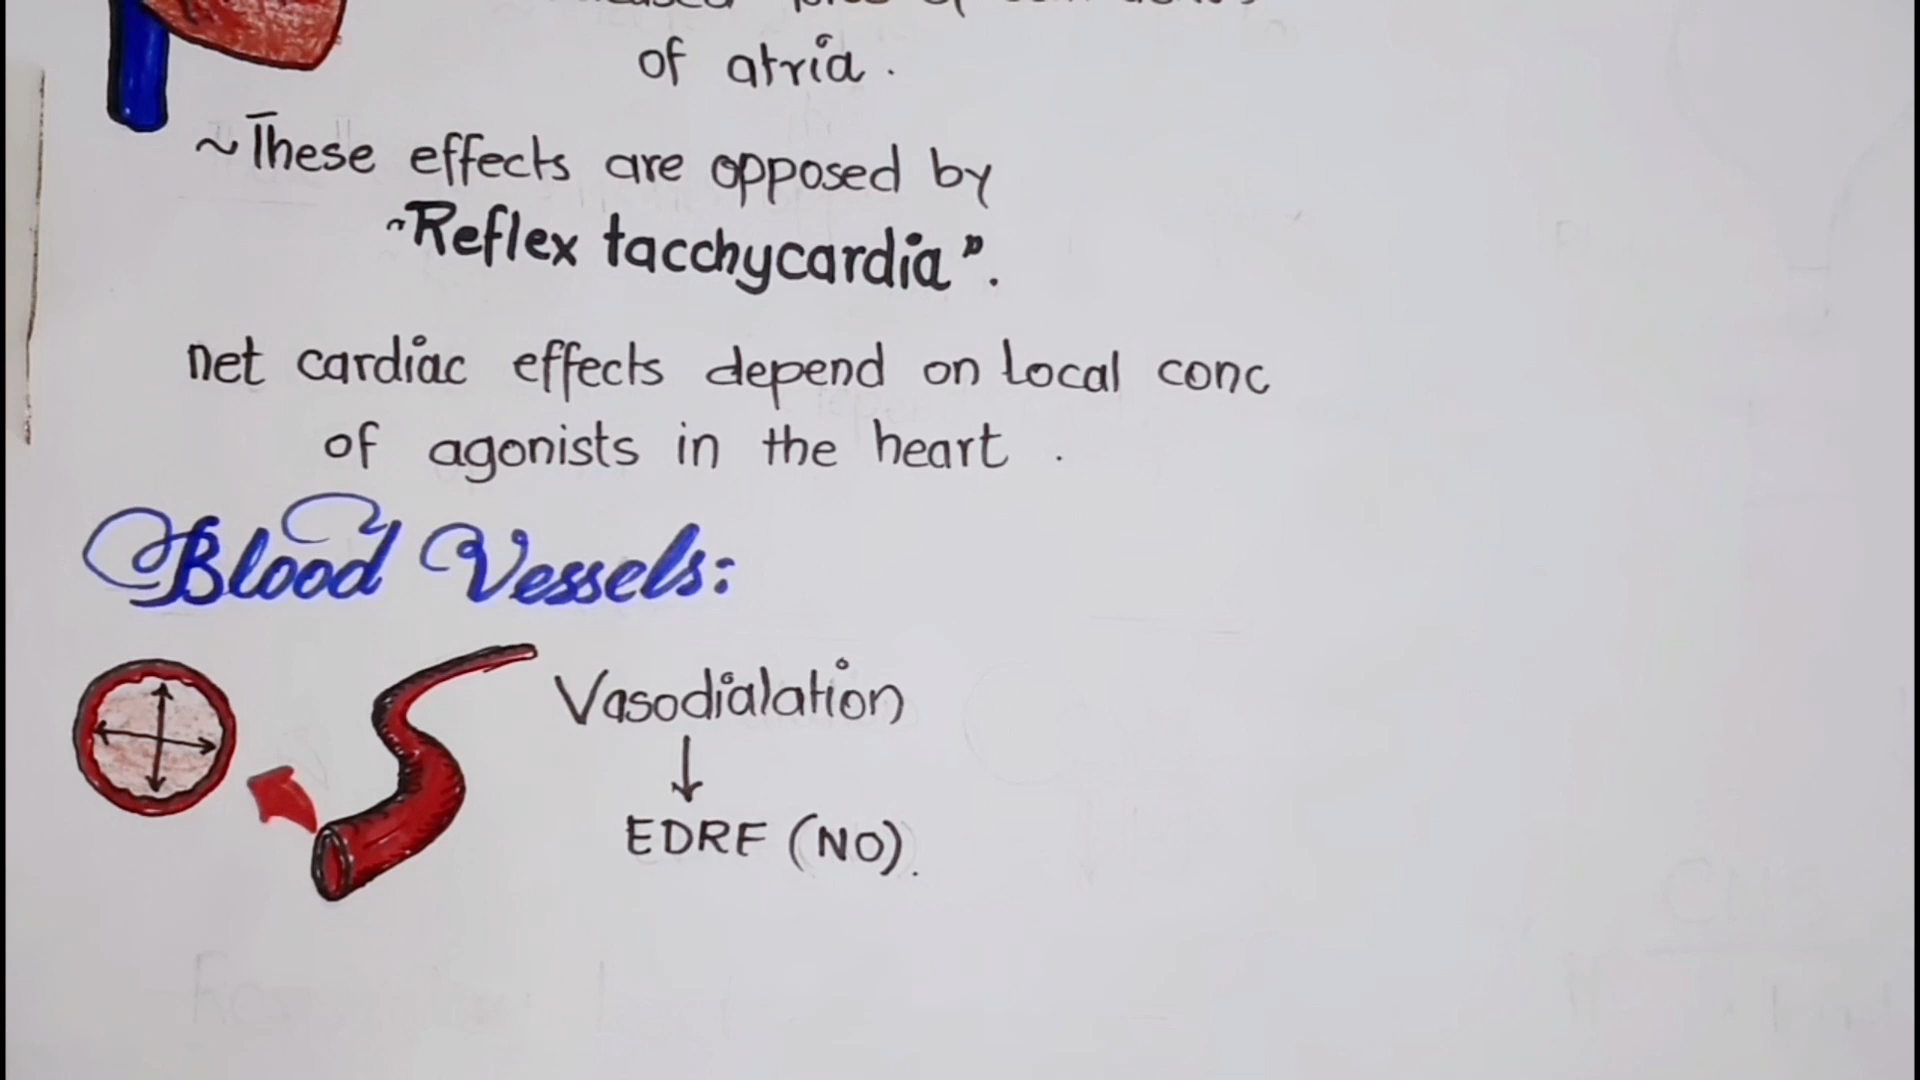 of atria.
~These effects are opposed by
"Reflex tacchycardia".
net cardiac effects depend on local conc
of agonists in the heart.
Blood Vessels:
Vasodialation
↓
EDRF (NO).